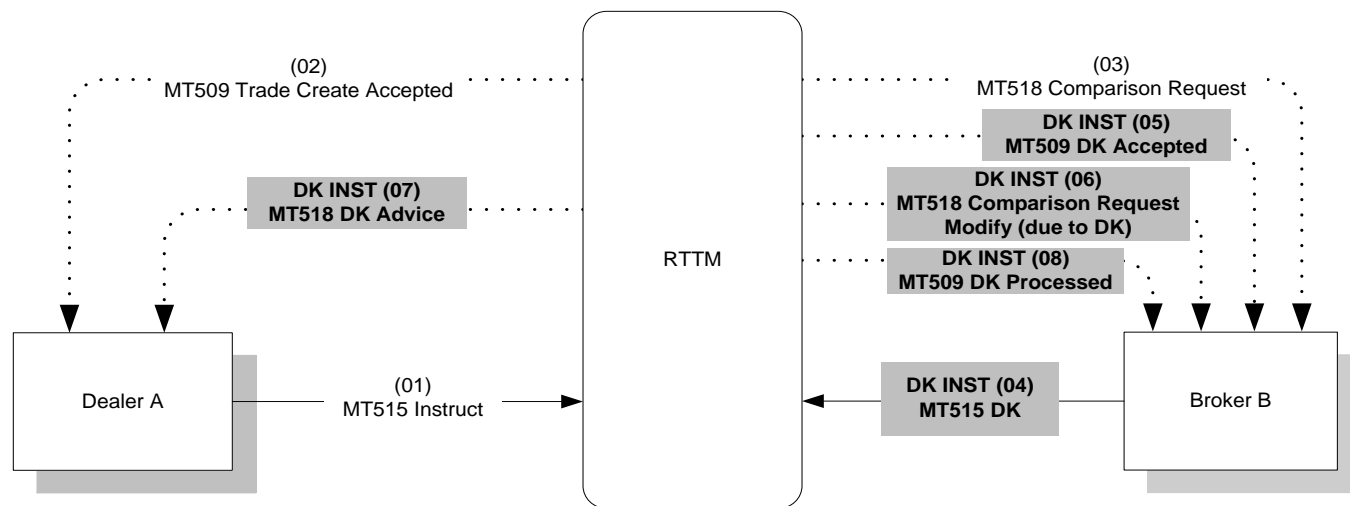 (02)
MT509 Trade Create Accepted
(03)
MT518 Comparison Request
DK INST (05)
MT509 DK Accepted
DK INST (07)
MT518 DK Advice
DK INST (06)
MT518 Comparison Request
Modify (due to DK)
RTTM
DK INST (08)
MT509 DK Processed
Dealer A
(01)
MT515 Instruct
DK INST (04)
MT515 DK
Broker B